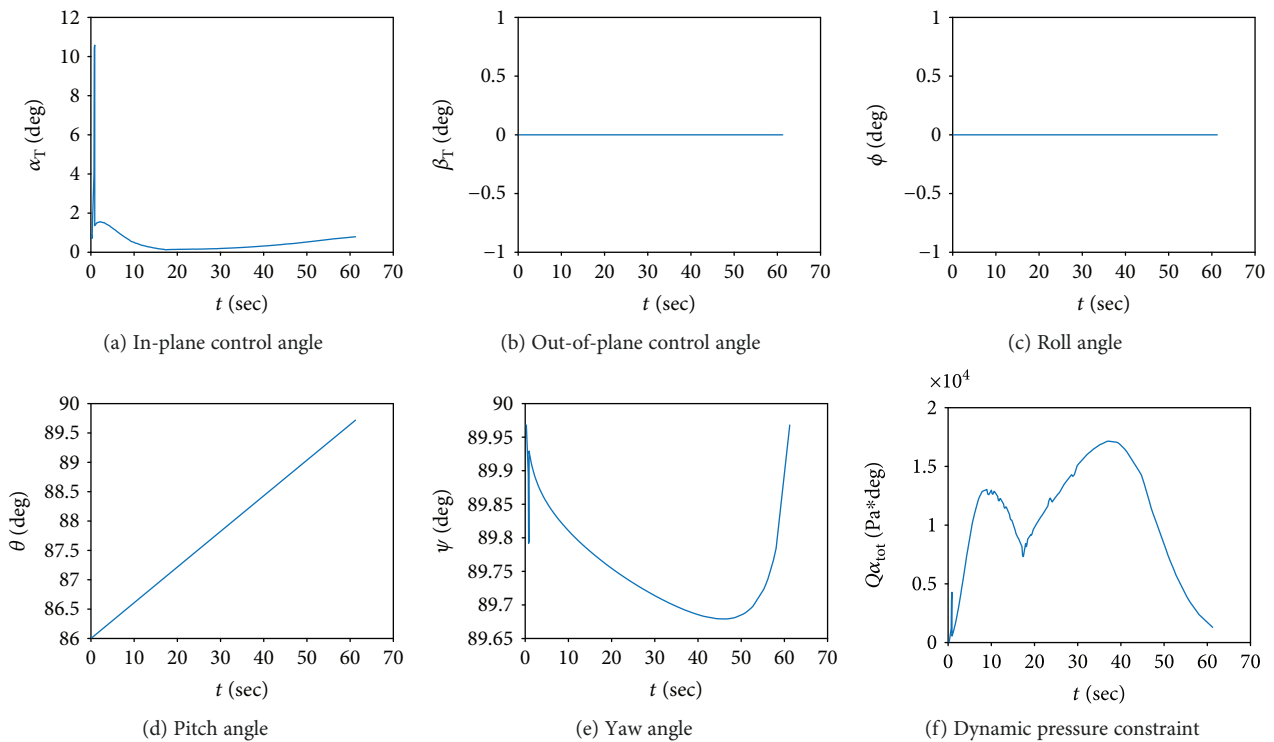 12
10
8
6
4
2
0
α_T (deg)
0 10 20 30 40 50 60 70
t (sec)
(a) In-plane control angle
1
0.5
0
−0.5
−1
β_T (deg)
0 10 20 30 40 50 60 70
t (sec)
(b) Out-of-plane control angle
1
0.5
0
−0.5
−1
ϕ (deg)
0 10 20 30 40 50 60 70
t (sec)
(c) Roll angle
90
89.5
89
88.5
88
87.5
87
86.5
86
θ (deg)
0 10 20 30 40 50 60 70
t (sec)
(d) Pitch angle
90
89.95
89.9
89.85
89.8
89.75
89.7
89.65
ψ (deg)
0 10 20 30 40 50 60 70
t (sec)
(e) Yaw angle
×10⁴
2
1.5
1
0.5
0
Qα_tot (Pa*deg)
0 10 20 30 40 50 60 70
t (sec)
(f) Dynamic pressure constraint